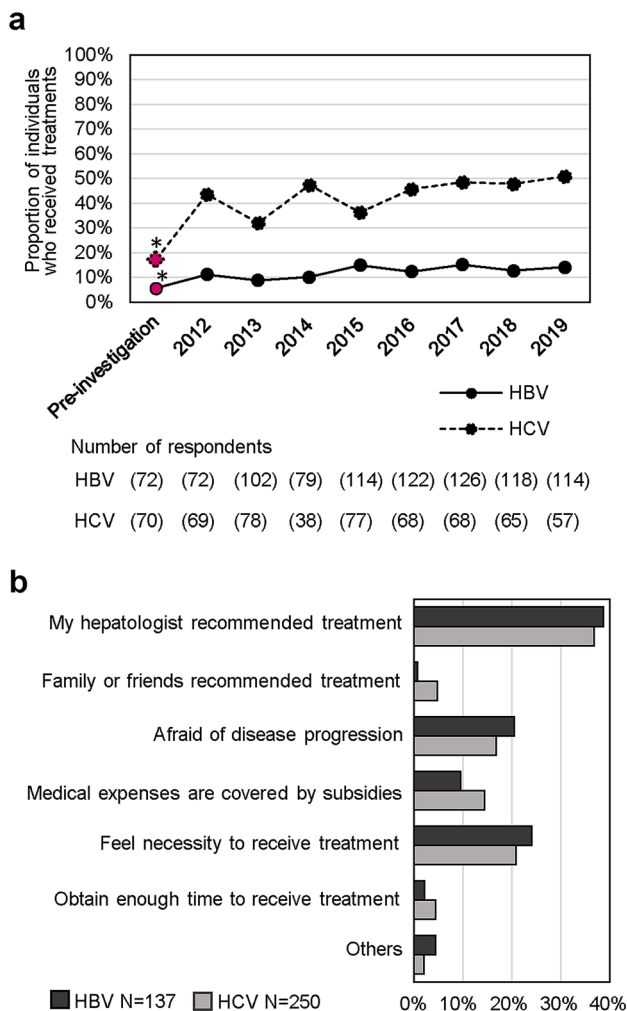 a
Proportion of individuals
who received treatments
100%
90%
80%
70%
60%
50%
40%
30%
20%
10%
0%
*
*
Pre-investigation 2012 2013 2014 2015 2016 2017 2018 2019
HBV
HCV
Number of respondents
HBV (72) (72) (102) (79) (114) (122) (126) (118) (114)
HCV (70) (69) (78) (38) (77) (68) (68) (65) (57)
b
My hepatologist recommended treatment
Family or friends recommended treatment
Afraid of disease progression
Medical expenses are covered by subsidies
Feel necessity to receive treatment
Obtain enough time to receive treatment
Others
0% 10% 20% 30% 40%
HBV N=137 HCV N=250